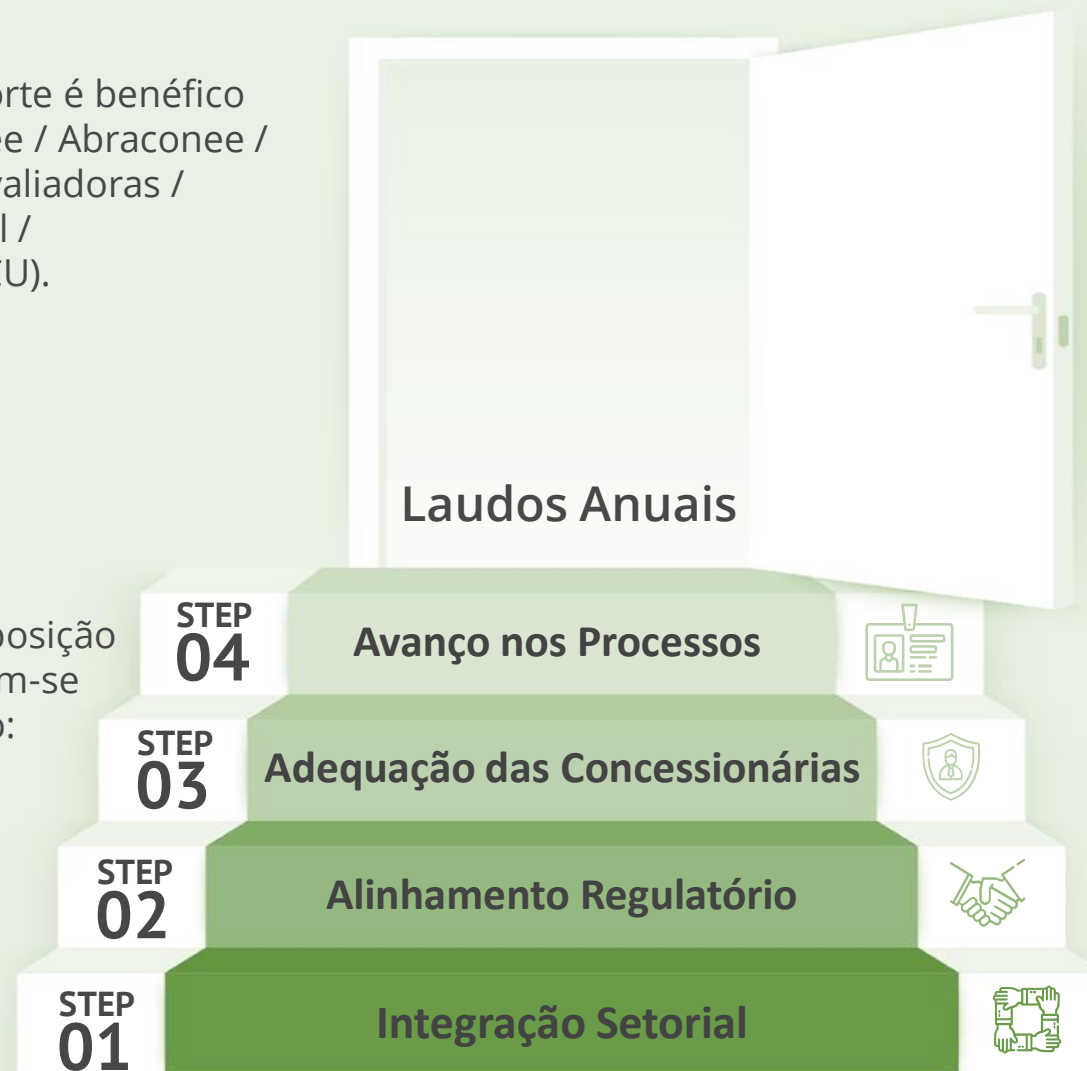 orte é benéfico
ee / Abraconee /
valiadoras /
l /
CU).
Laudos Anuais
posição
m-se
o:
STEP
04
Avanço nos Processos
STEP
03
Adequação das Concessionárias
STEP
02
Alinhamento Regulatório
STEP
01
Integração Setorial